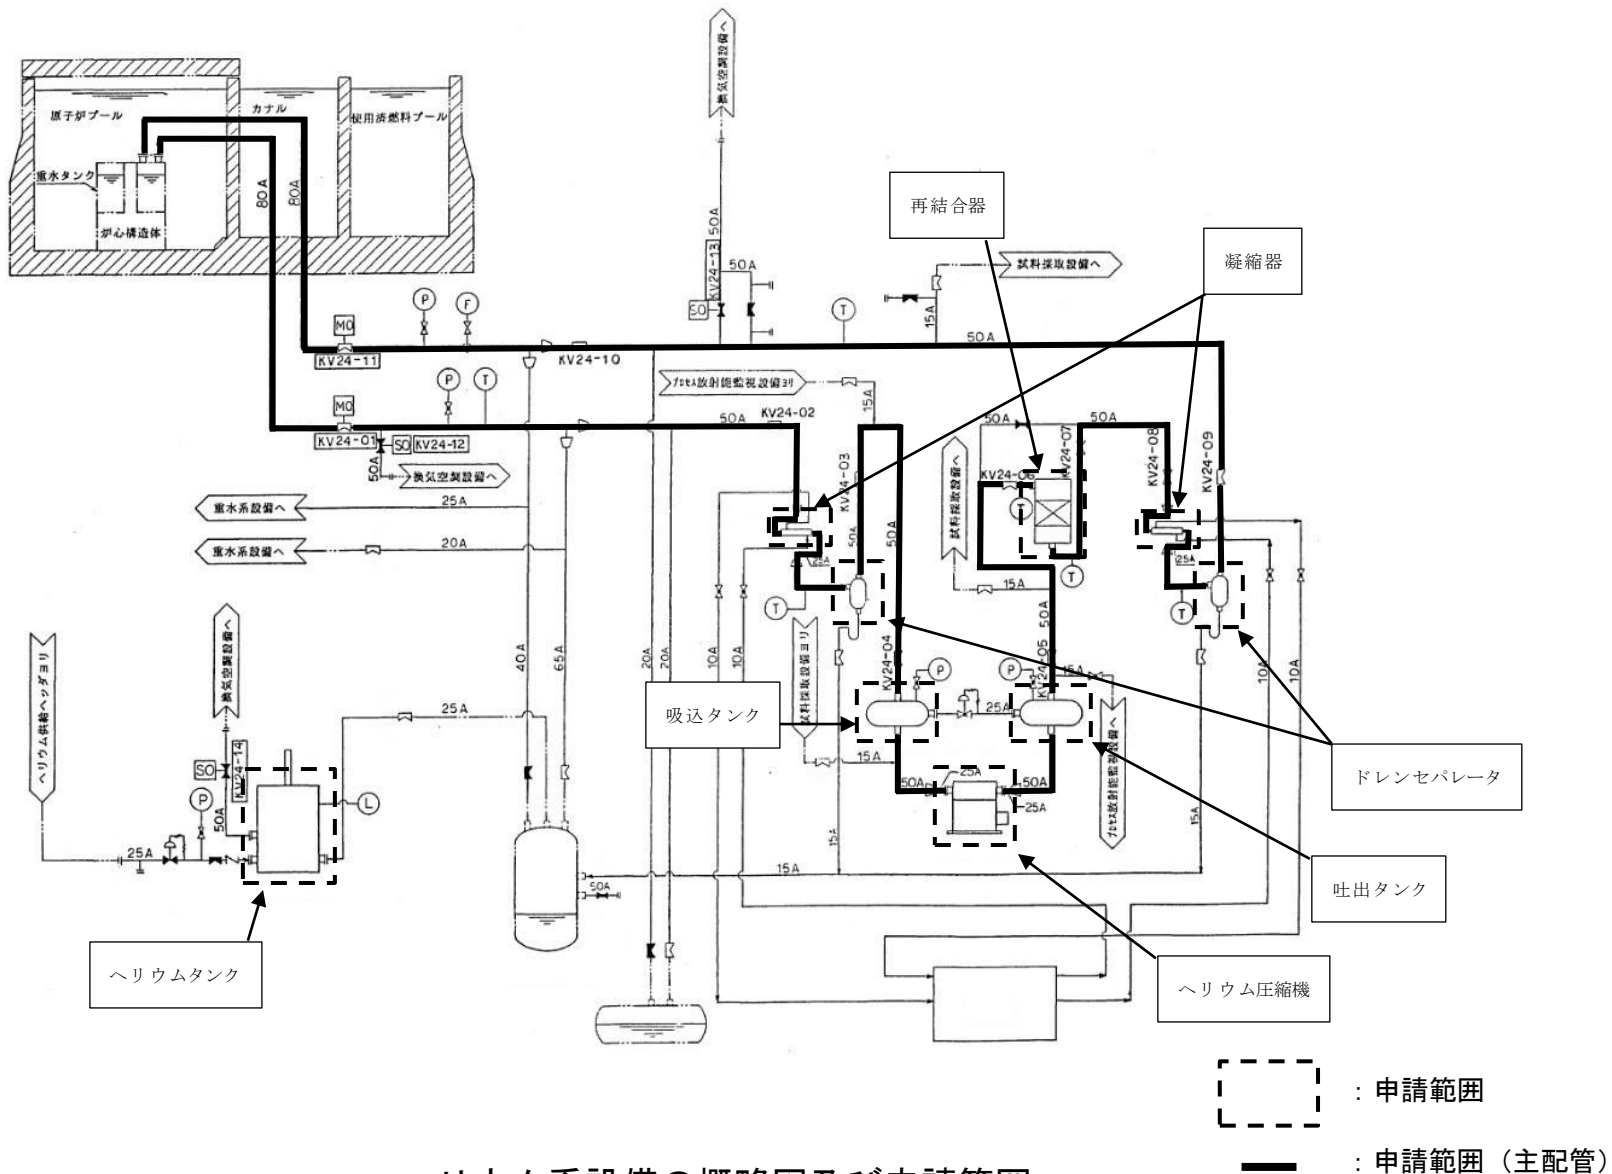 換気空調設備へ
原子炉プール
カナル
使用済燃料プール
重水タンク
炉心構造体
80A
80A
50A
KV24-13
50A
SO
再結合器
試料採取設備へ
凝縮器
15A
P
F
T
MO
KV24-11
KV24-10
50A
P
T
プロセス放射能監視設備ヨリ
15A
MO
KV24-01
SO
KV24-12
50A
換気空調設備へ
50A
KV24-02
50A
50A
KV24-03
50A
50A
試料採取設備へ
KV24-07
KV24-08
KV24-09
重水系設備へ
25A
重水系設備へ
20A
25A
T
T
T
25A
T
15A
50A
ヘリウム供給ヘッダヨリ
換気空調設備へ
40A
65A
20A
20A
10A
10A
試料採取設備ヨリ
KV24-04
P
P
KV24-05
15A
10A
10A
吸込タンク
25A
25A
プロセス放射能監視設備へ
ドレンセパレータ
SO
KV24-14
P
50A
L
25A
15A
50A
25A
50A
25A
15A
15A
15A
50A
吐出タンク
ヘリウムタンク
ヘリウム圧縮機
：申請範囲
：申請範囲（主配管）